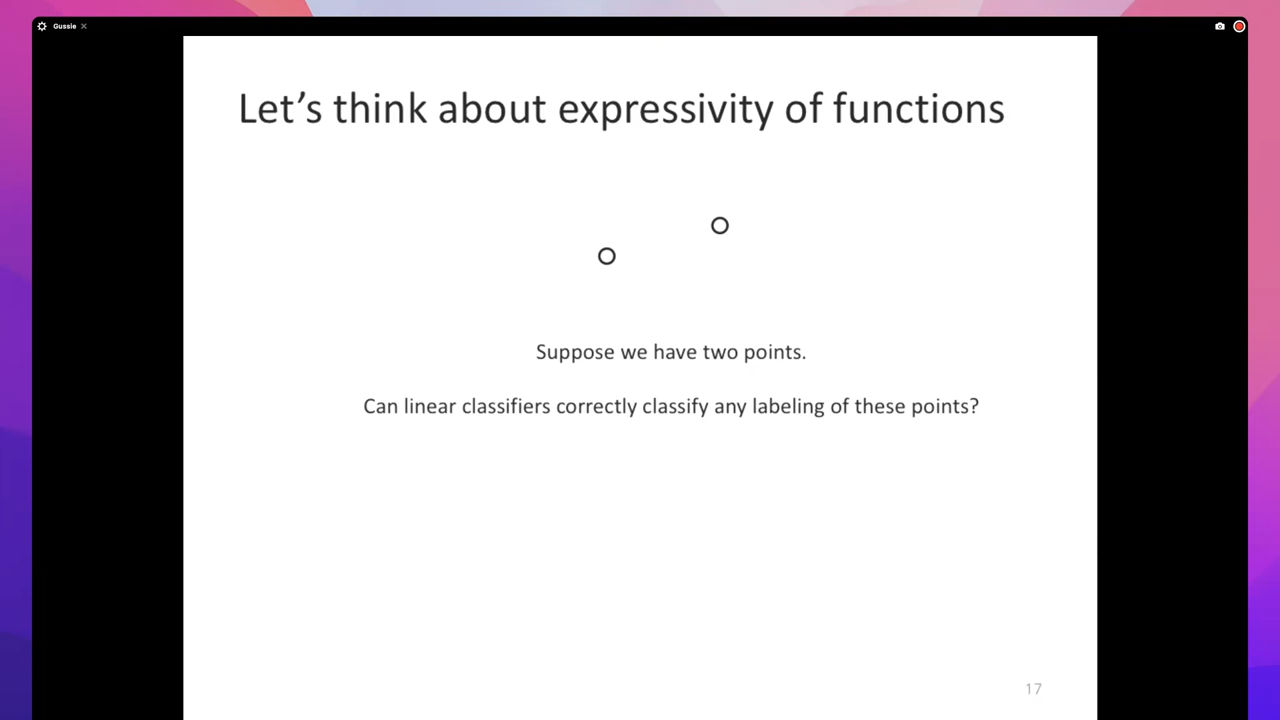 Gussie
Let’s think about expressivity of functions
Suppose we have two points.
Can linear classifiers correctly classify any labeling of these points?
17